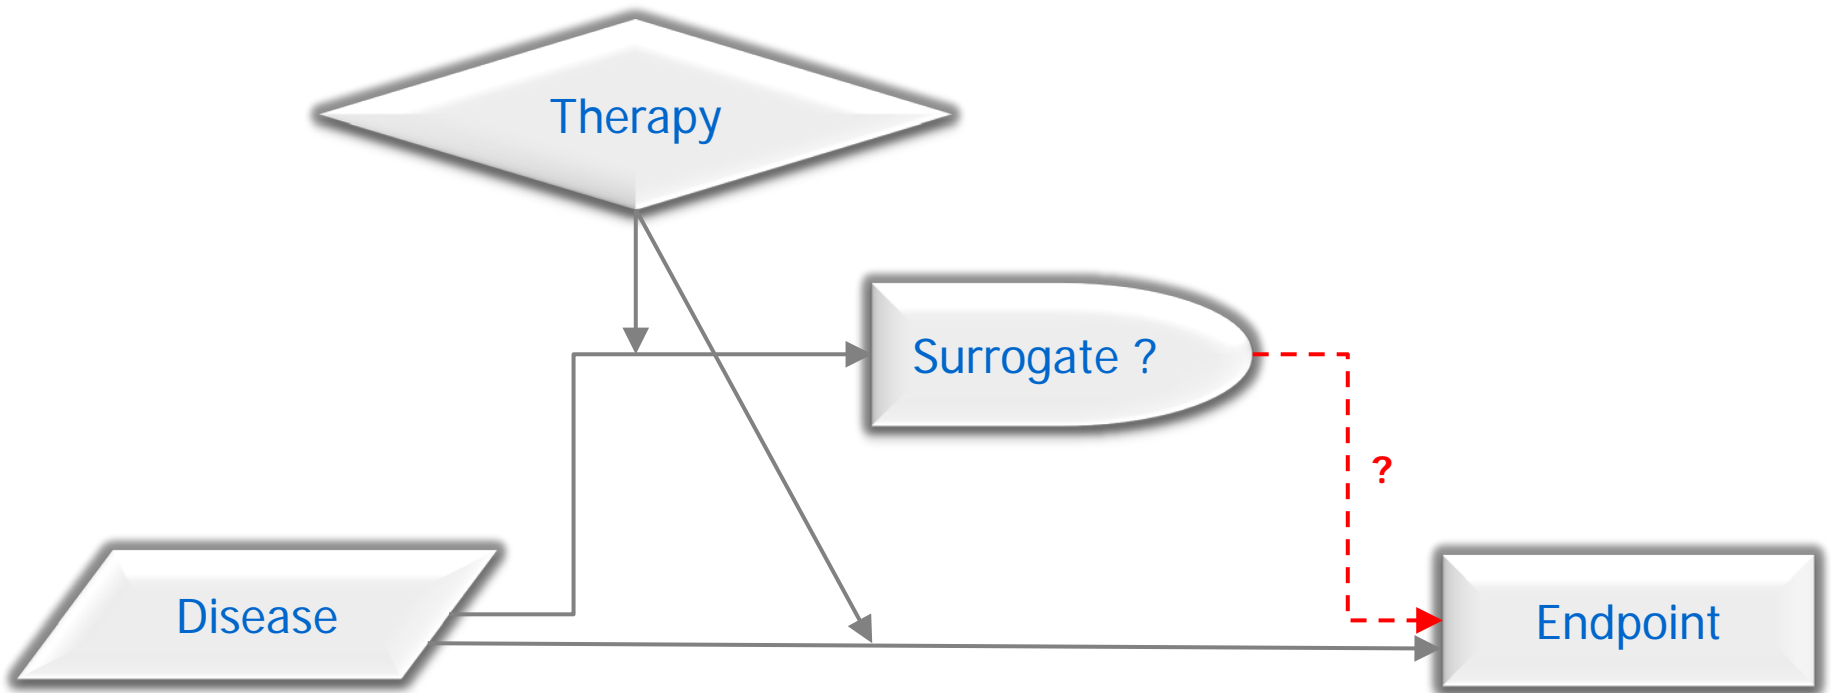 Therapy
Surrogate ?
?
Disease
Endpoint